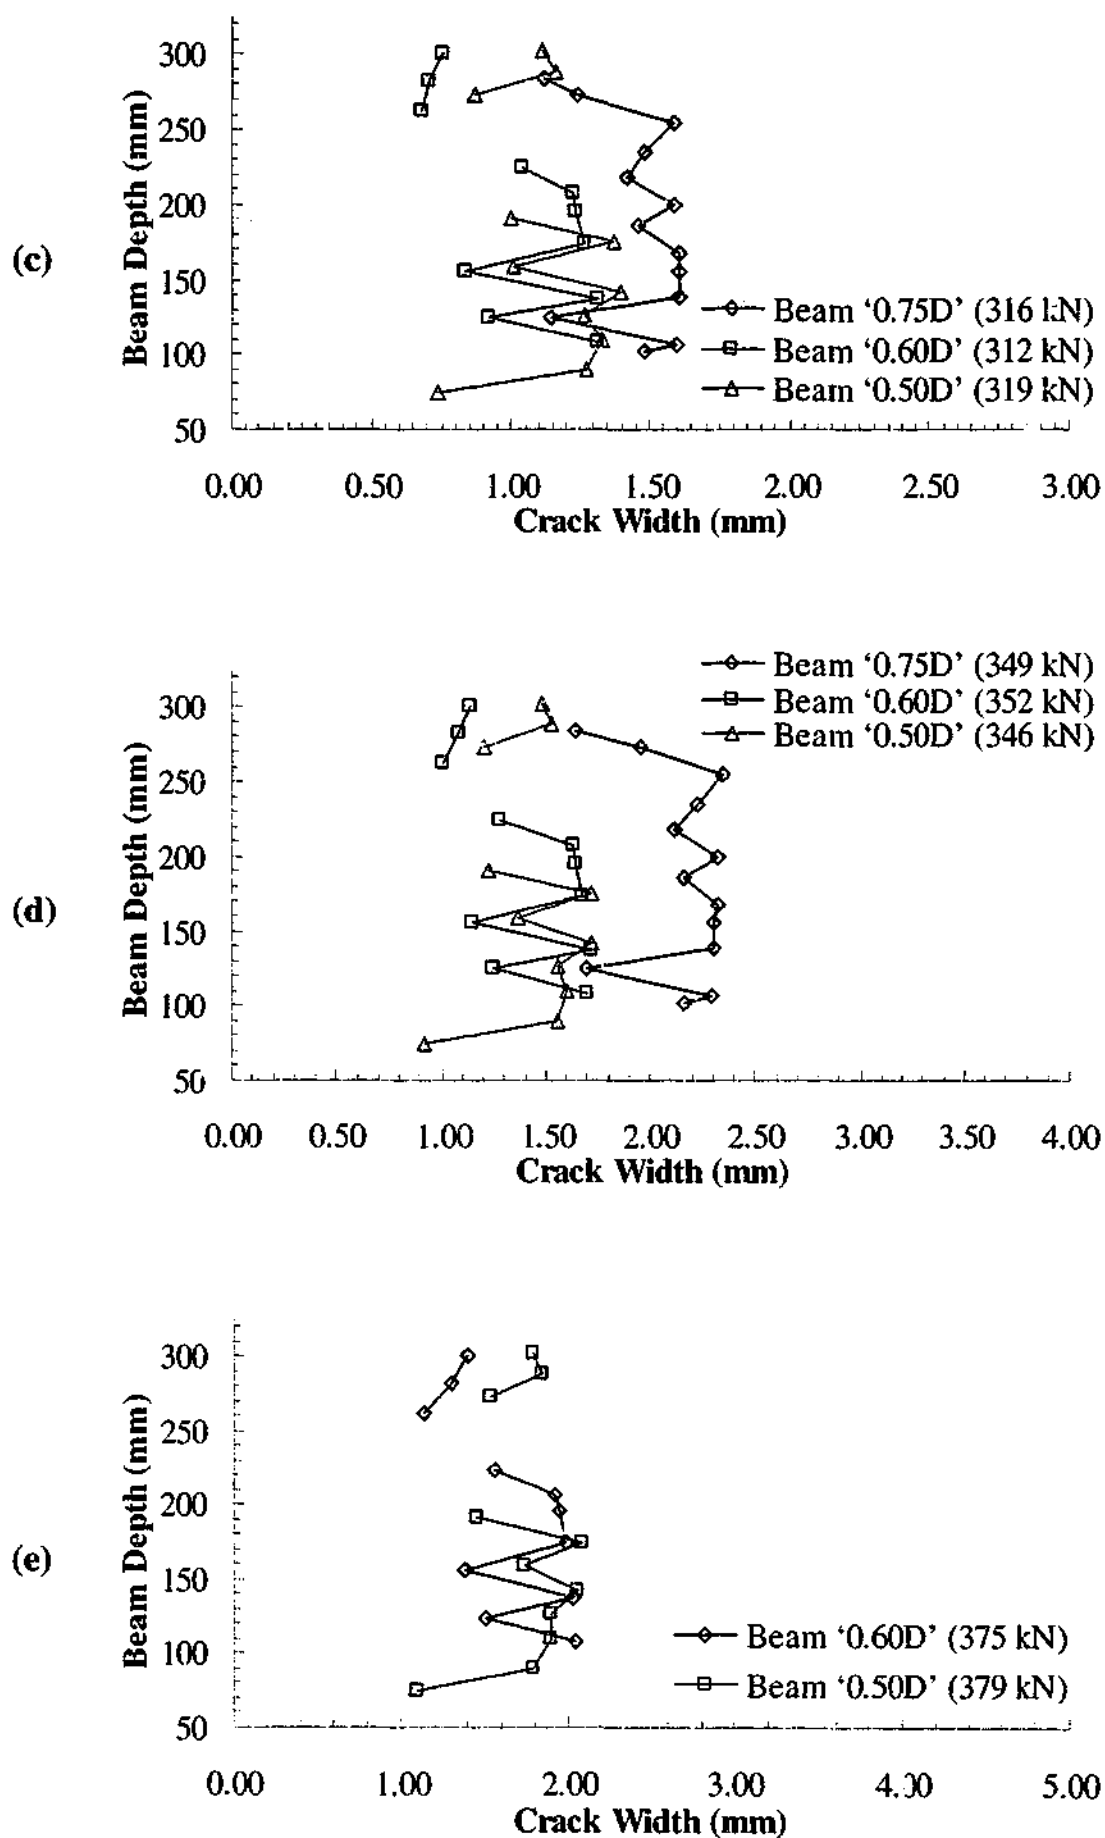 (c)
Beam Depth (mm)
300
250
200
150
100
50
Beam ‘0.75D’ (316 kN)
Beam ‘0.60D’ (312 kN)
Beam ‘0.50D’ (319 kN)
0.00 0.50 1.00 1.50 2.00 2.50 3.00
Crack Width (mm)
(d)
Beam Depth (mm)
300
250
200
150
100
50
Beam ‘0.75D’ (349 kN)
Beam ‘0.60D’ (352 kN)
Beam ‘0.50D’ (346 kN)
0.00 0.50 1.00 1.50 2.00 2.50 3.00 3.50 4.00
Crack Width (mm)
(e)
Beam Depth (mm)
300
250
200
150
100
50
Beam ‘0.60D’ (375 kN)
Beam ‘0.50D’ (379 kN)
0.00 1.00 2.00 3.00 4.00 5.00
Crack Width (mm)